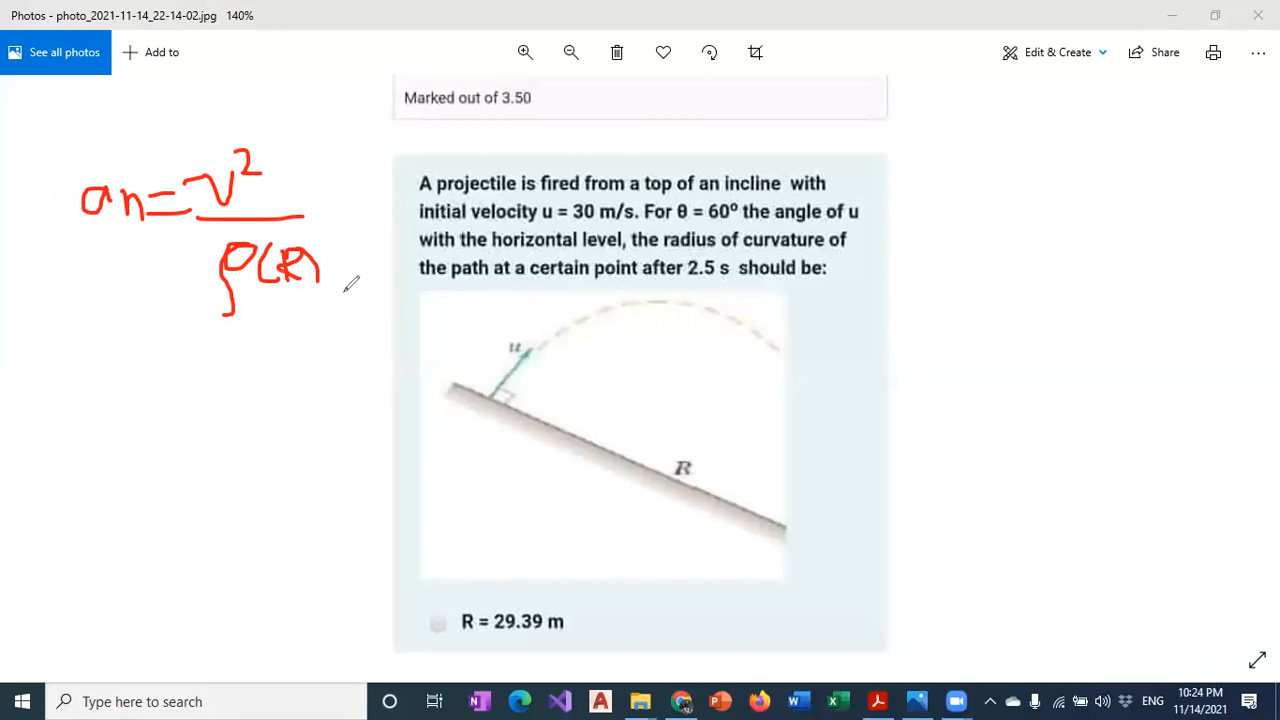 Photos - photo_2021-11-14_22-14-02.jpg 140%
See all photos
Add to
Edit & Create
Share
Marked out of 3.50
an = v²
ρ(R)
A projectile is fired from a top of an incline with
initial velocity u = 30 m/s. For θ = 60º the angle of u
with the horizontal level, the radius of curvature of
the path at a certain point after 2.5 s should be:
u
R
R = 29.39 m
Type here to search
ENG
10:24 PM
11/14/2021